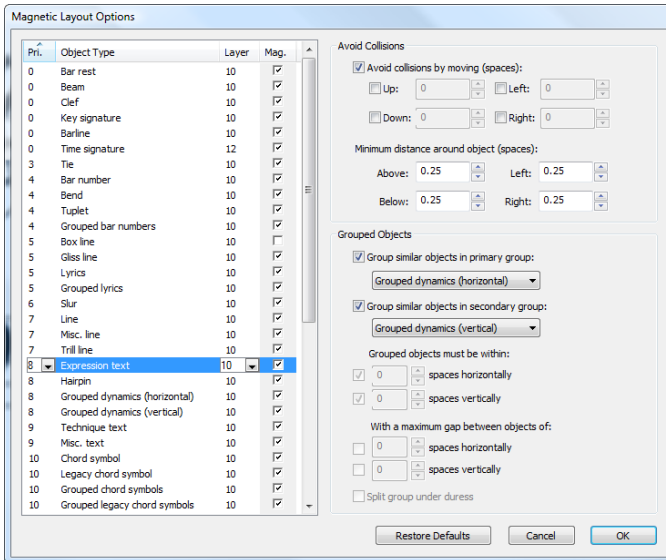 Magnetic Layout Options
Pri. Object Type Layer Mag.
0 Bar rest 10
0 Beam 10
0 Clef 10
0 Key signature 10
0 Barline 10
0 Time signature 12
3 Tie 10
4 Bar number 10
4 Bend 10
4 Tuplet 10
4 Grouped bar numbers 10
5 Box line 10
5 Gliss line 10
5 Lyrics 10
5 Grouped lyrics 10
6 Slur 10
7 Line 10
7 Misc. line 10
7 Trill line 10
8 Expression text 10
8 Hairpin 10
8 Grouped dynamics (horizontal) 10
8 Grouped dynamics (vertical) 10
9 Technique text 10
9 Misc. text 10
10 Chord symbol 10
10 Legacy chord symbol 10
10 Grouped chord symbols 10
10 Grouped legacy chord symbols 10
Avoid Collisions
Avoid collisions by moving (spaces):
Up: 0 Left: 0
Down: 0 Right: 0
Minimum distance around object (spaces):
Above: 0.25 Left: 0.25
Below: 0.25 Right: 0.25
Grouped Objects
Group similar objects in primary group:
Grouped dynamics (horizontal)
Group similar objects in secondary group:
Grouped dynamics (vertical)
Grouped objects must be within:
0 spaces horizontally
0 spaces vertically
With a maximum gap between objects of:
0 spaces horizontally
0 spaces vertically
Split group under duress
Restore Defaults Cancel OK